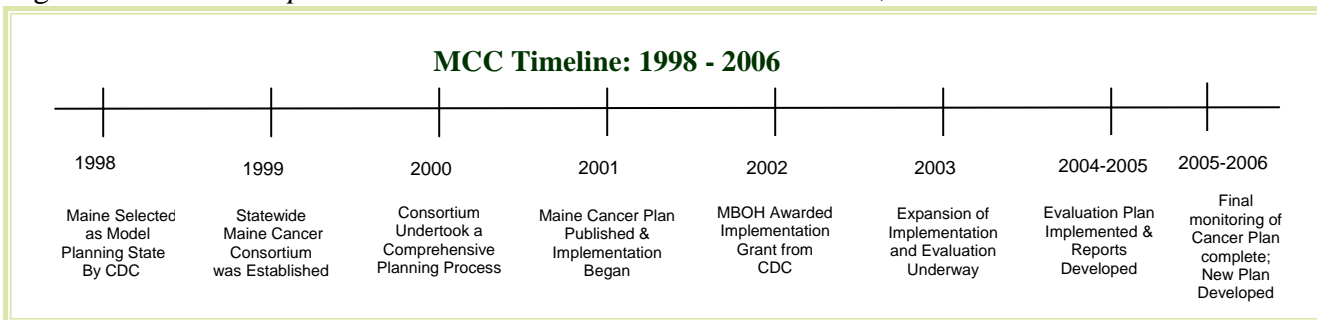 MCC Timeline: 1998 - 2006
1998
Maine Selected
as Model
Planning State
By CDC
1999
Statewide
Maine Cancer
Consortium
was Established
2000
Consortium
Undertook a
Comprehensive
Planning Process
2001
Maine Cancer Plan
Published &
Implementation
Began
2002
MBOH Awarded
Implementation
Grant from
CDC
2003
Expansion of
Implementation
and Evaluation
Underway
2004-2005
Evaluation Plan
Implemented &
Reports
Developed
2005-2006
Final
monitoring of
Cancer Plan
complete;
New Plan
Developed